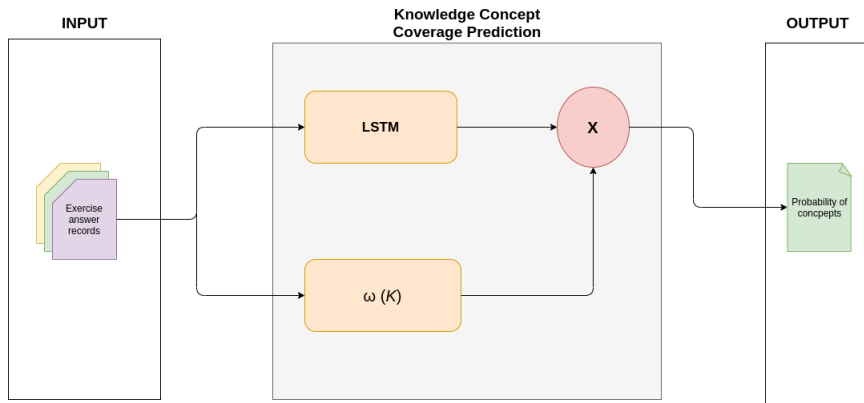 INPUT
Knowledge Concept
Coverage Prediction
OUTPUT
LSTM
X
Exercise
answer
records
Probability of
concpepts
ω (K)